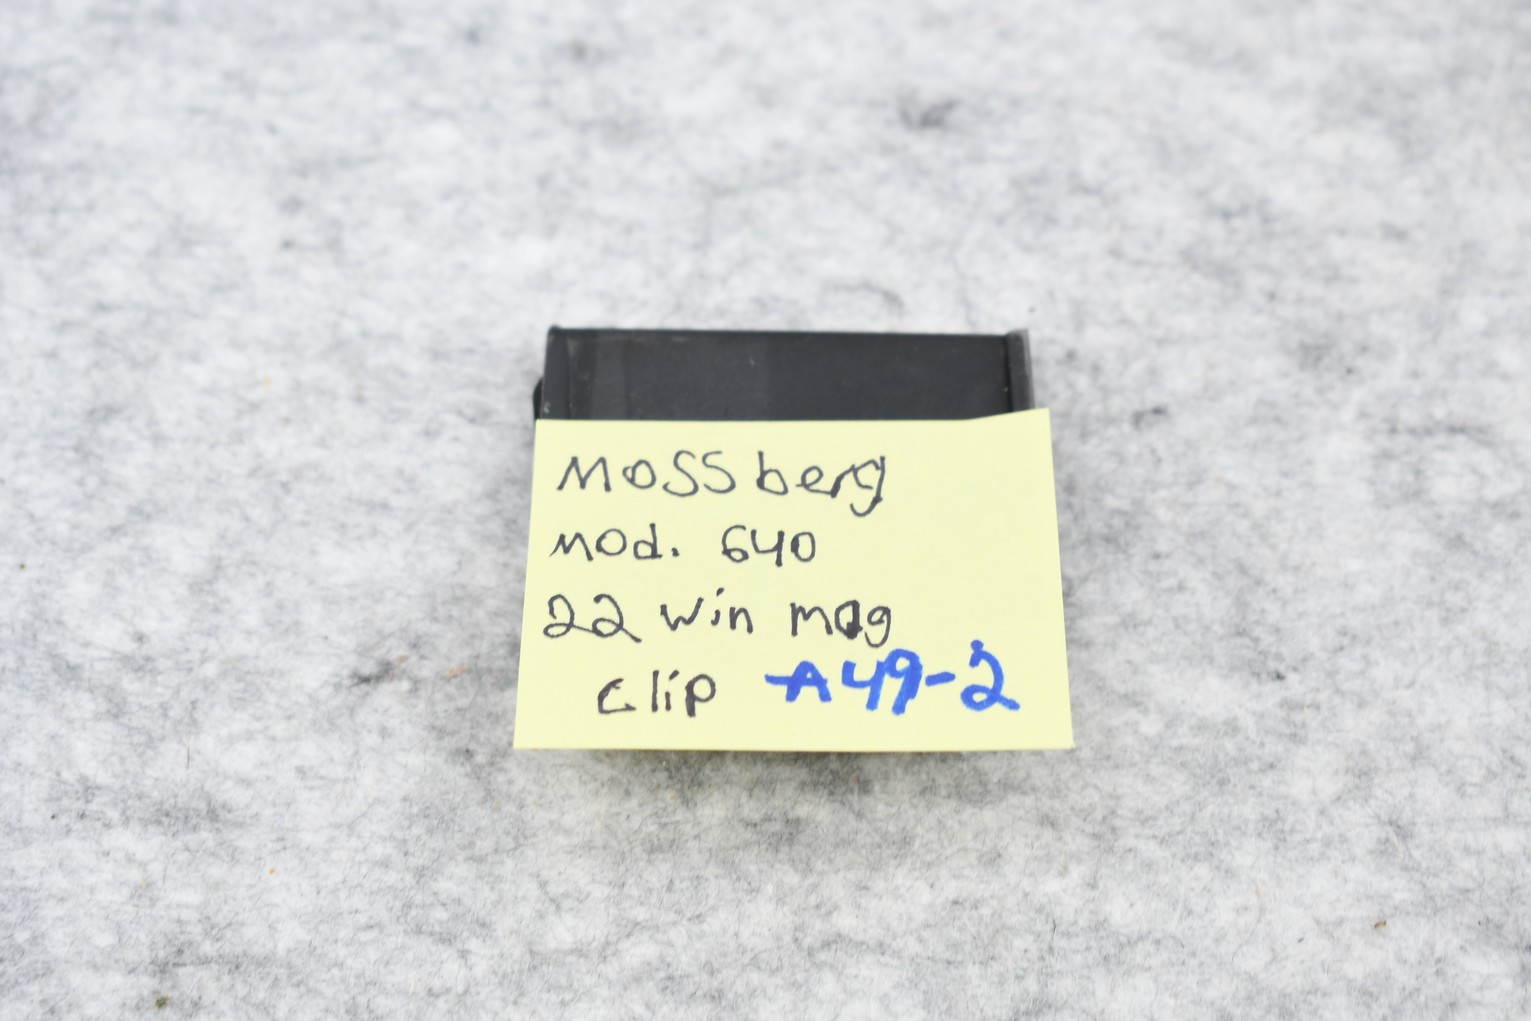 Mossberg
Mod. 640
22 win mag
clip A49-2